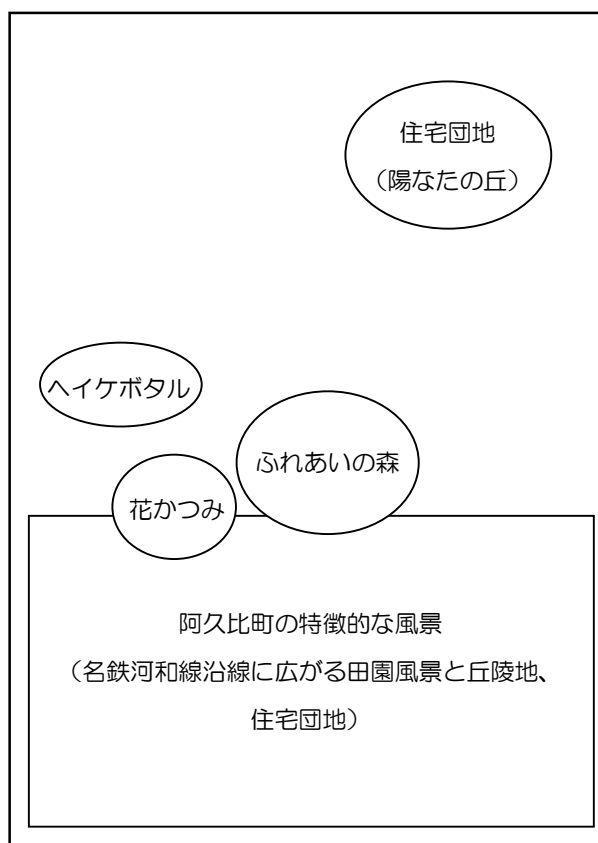 住宅団地
（陽なたの丘）
ヘイケボタル
ふれあいの森
花かつみ
阿久比町の特徴的な風景
（名鉄河和線沿線に広がる田園風景と丘陵地、
住宅団地）